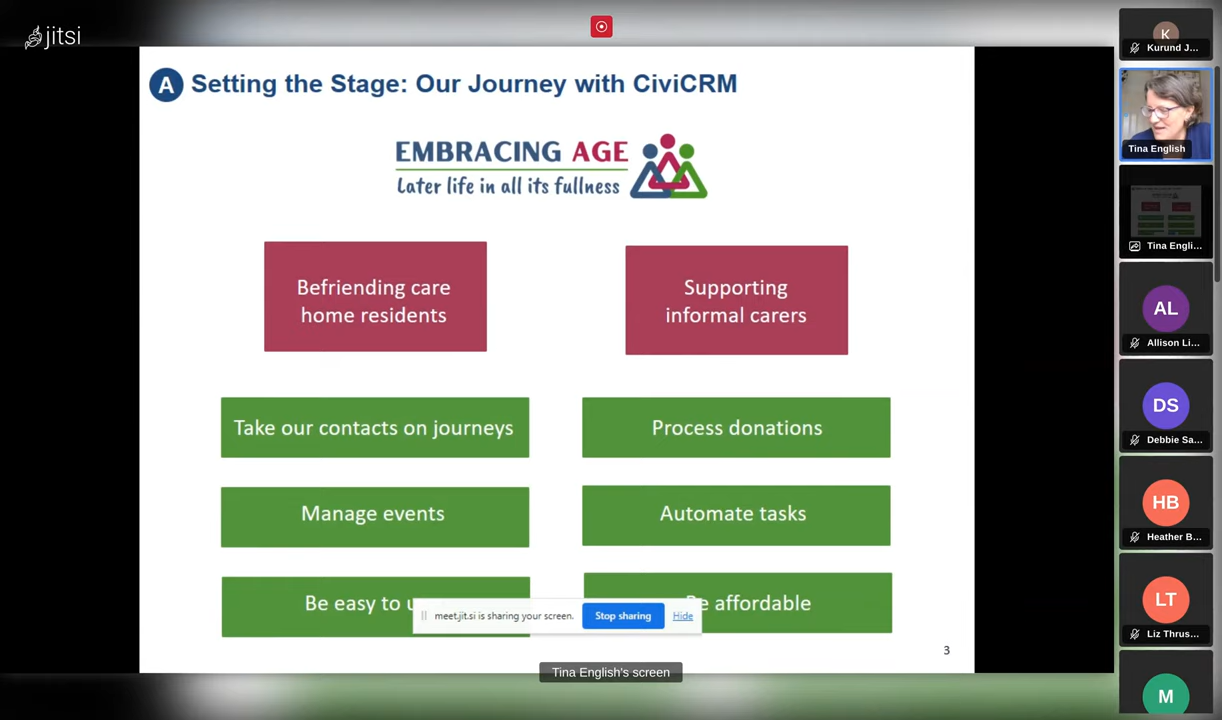 jitsi
A Setting the Stage: Our Journey with CiviCRM
EMBRACING AGE
Later life in all its fullness
Befriending care
home residents
Supporting
informal carers
Take our contacts on journeys
Process donations
Manage events
Automate tasks
Be easy to u
e affordable
meet.jit.si is sharing your screen.
Stop sharing
Hide
3
Tina English's screen
K
Kurund J...
Tina English
Tina Engli...
AL
Allison Li...
DS
Debbie Sa...
HB
Heather B...
LT
Liz Thrus...
M